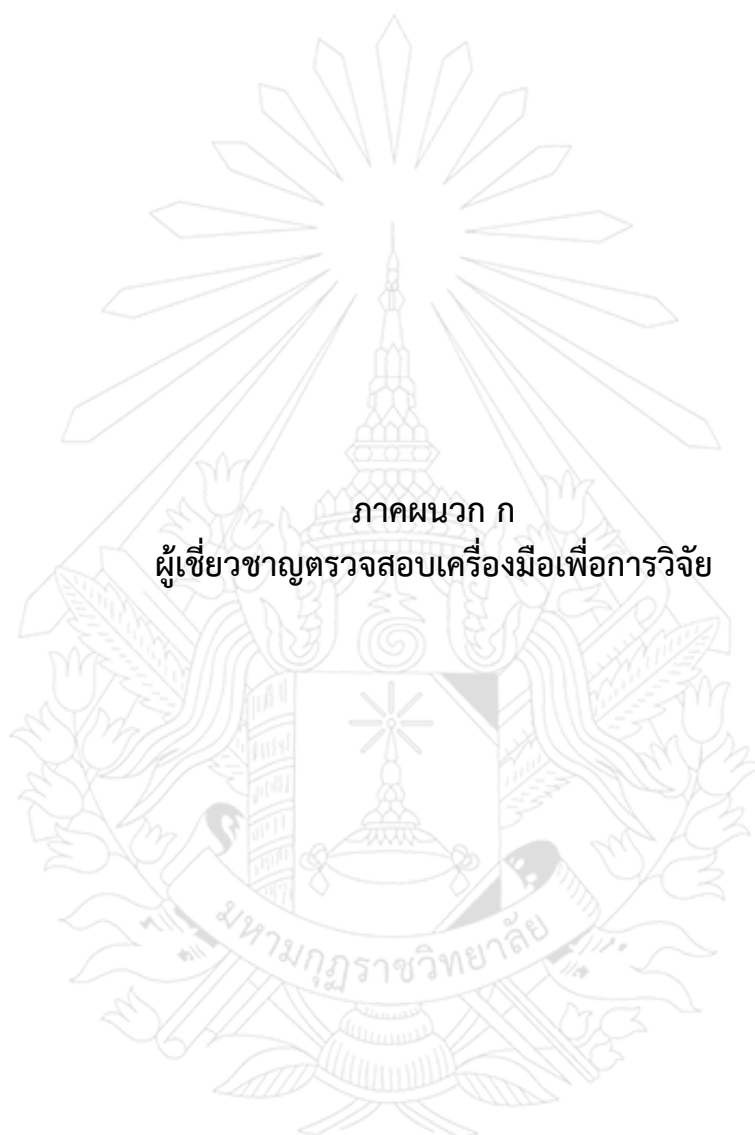 ภาคผนวก ก
ผู้เชี่ยวชาญตรวจสอบเครื่องมือเพื่อการวิจัย
มหามกุฏราชวิทยาลัย